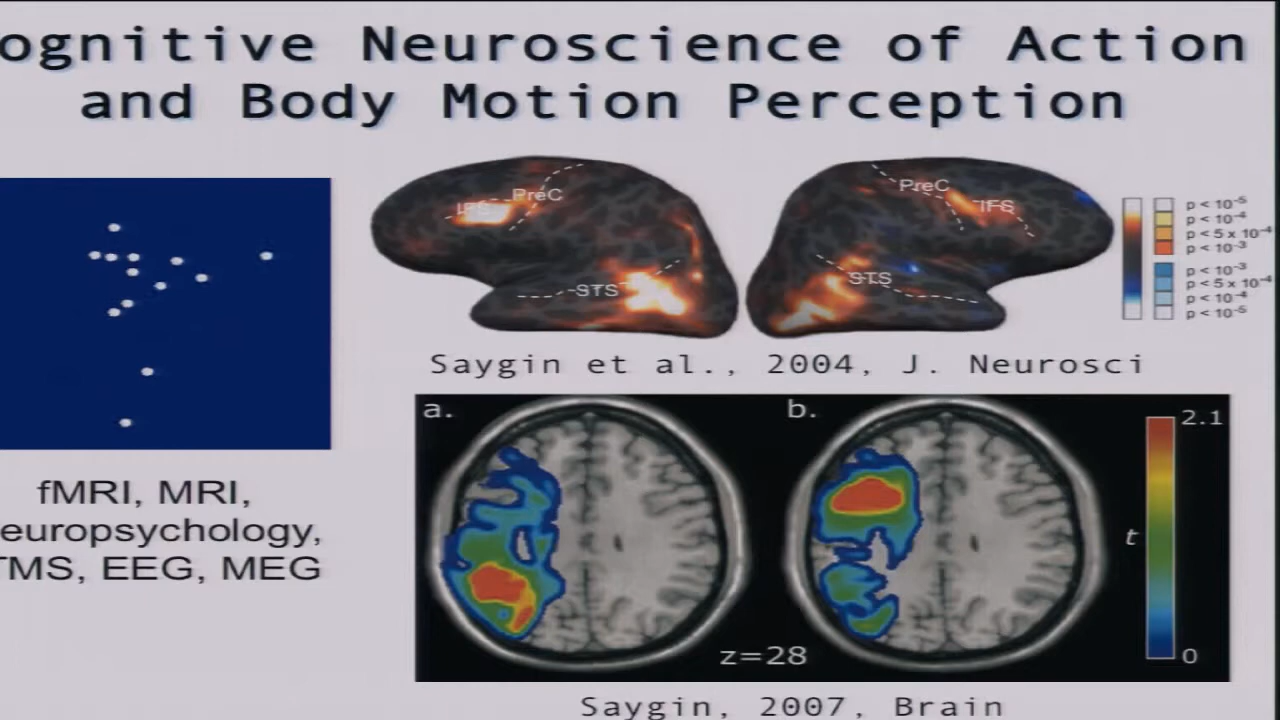 ognitive Neuroscience of Action
and Body Motion Perception
PreC
IFS
STS
PreC
IFS
STS
p < 10⁻⁵
p < 10⁻⁴
p < 5 x 10⁻⁴
p < 10⁻³
p < 10⁻³
p < 5 x 10⁻⁴
p < 10⁻⁴
p < 10⁻⁵
Saygin et al., 2004, J. Neurosci
a.
b.
2.1
t
0
z=28
fMRI, MRI,
europsychology,
TMS, EEG, MEG
Saygin, 2007, Brain